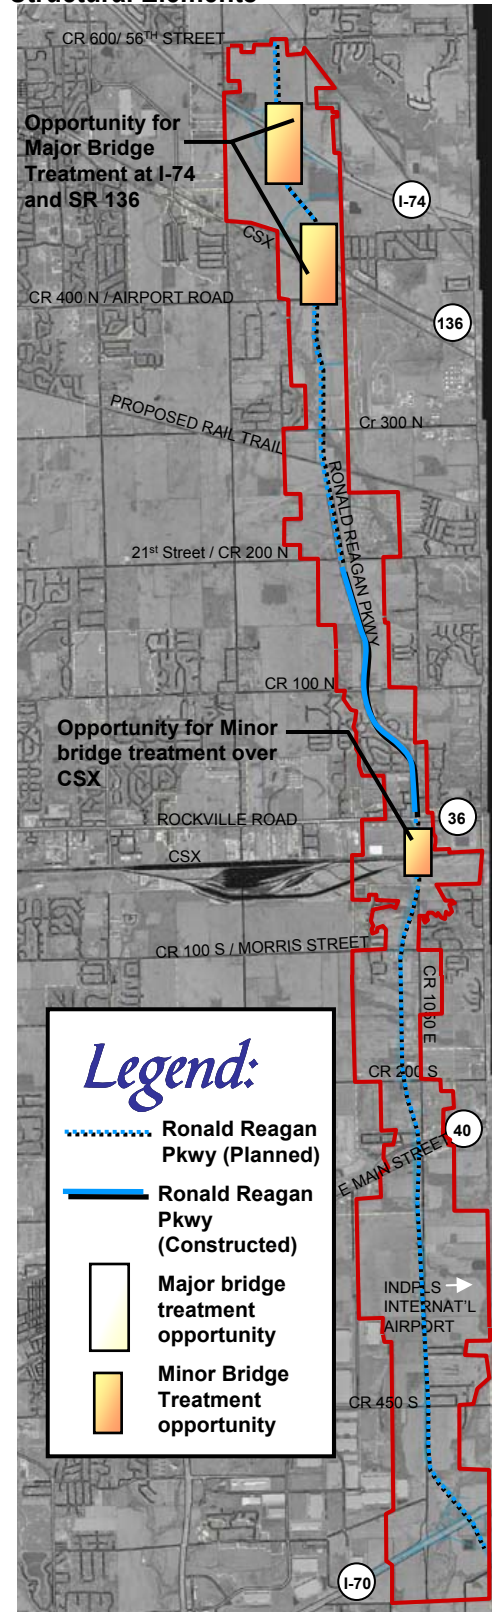 Structural Elements
CR 600/ 56TH STREET
Opportunity for
Major Bridge
Treatment at I-74
and SR 136
I-74
CSX
CR 400 N / AIRPORT ROAD
136
PROPOSED RAIL TRAIL
Cr 300 N
RONALD REAGAN PKWY
21st Street / CR 200 N
CR 100 N
Opportunity for Minor
bridge treatment over
CSX
ROCKVILLE ROAD
36
CSX
CR 100 S / MORRIS STREET
CR 1050 E
CR 200 S
40
E MAIN STREET
INDPLS
INTERNAT'L
AIRPORT
CR 450 S
I-70
Legend:
Ronald Reagan
Pkwy (Planned)
Ronald Reagan
Pkwy
(Constructed)
Major bridge
treatment
opportunity
Minor Bridge
Treatment
opportunity